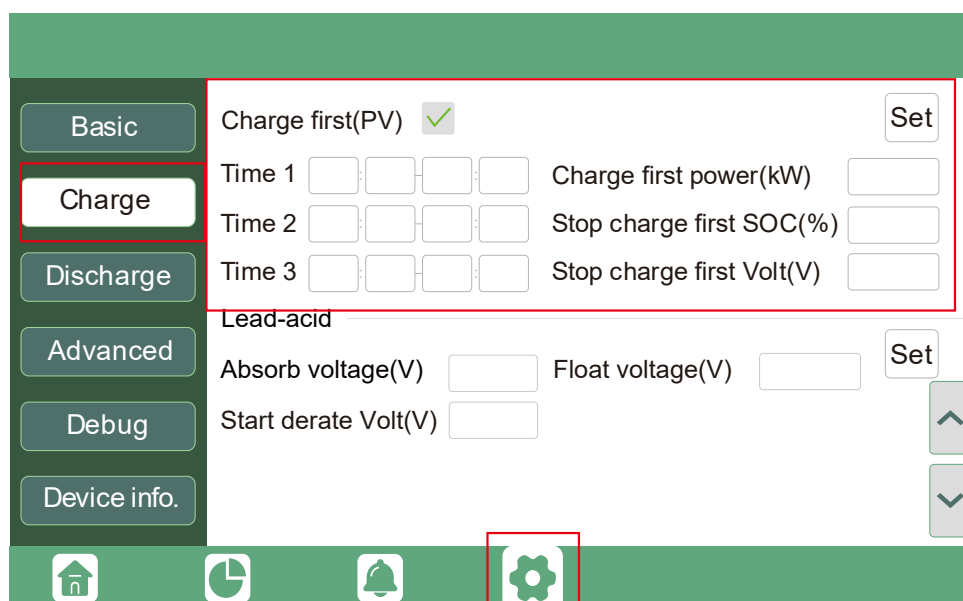 Basic
Charge
Discharge
Advanced
Debug
Device info.
Charge first(PV) Set
Time 1 : - : Charge first power(kW)
Time 2 : - : Stop charge first SOC(%)
Time 3 : - : Stop charge first Volt(V)
Lead-acid
Absorb voltage(V) Float voltage(V) Set
Start derate Volt(V)